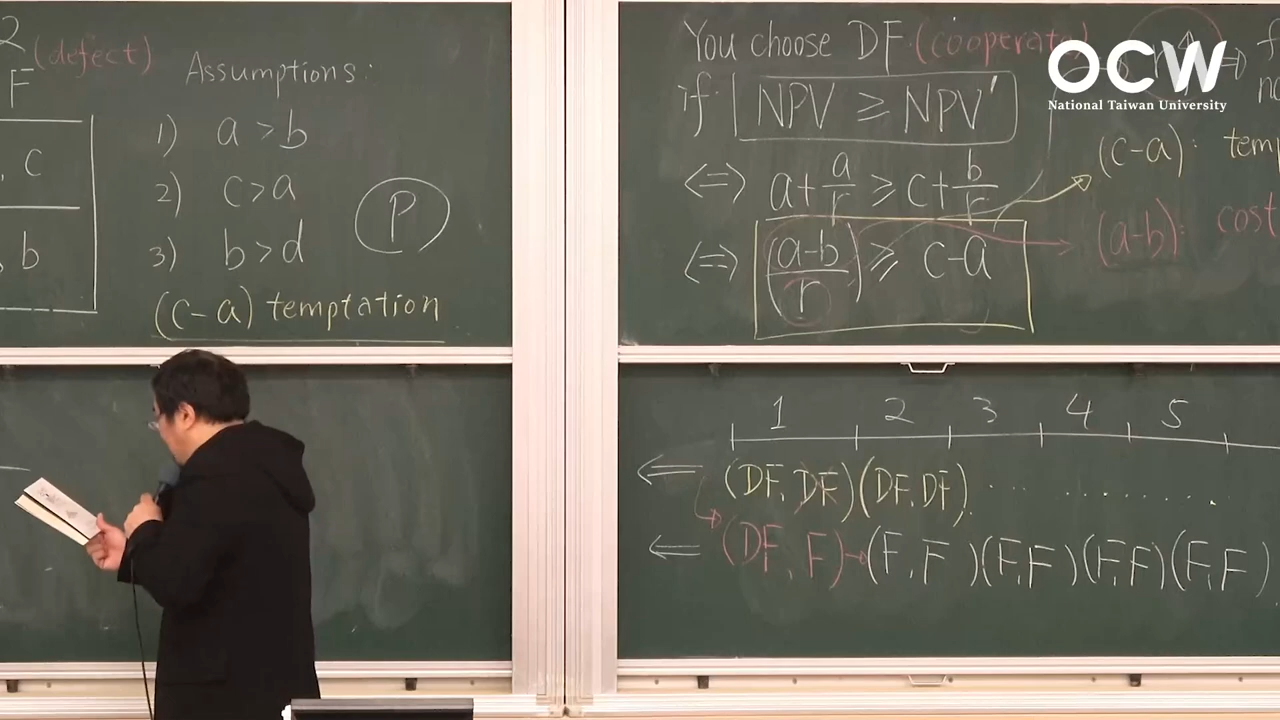 2 (defect)
F
, c
, b
Assumptions:
1) a > b
2) c > a
3) b > d
P
(c-a) temptation
You choose DF (cooperate)
if NPV ≥ NPV'
⇔ a + a/r ≥ c + b/r
⇔ (a-b)/r ≥ c-a
(c-a): temp
(a-b): cost
OCW
National Taiwan University
1 2 3 4 5
⇐ (DF, DF) (DF, DF) . . . . . . . . . .
⇐ (DF, F) → (F, F) (F, F) (F, F) (F, F)